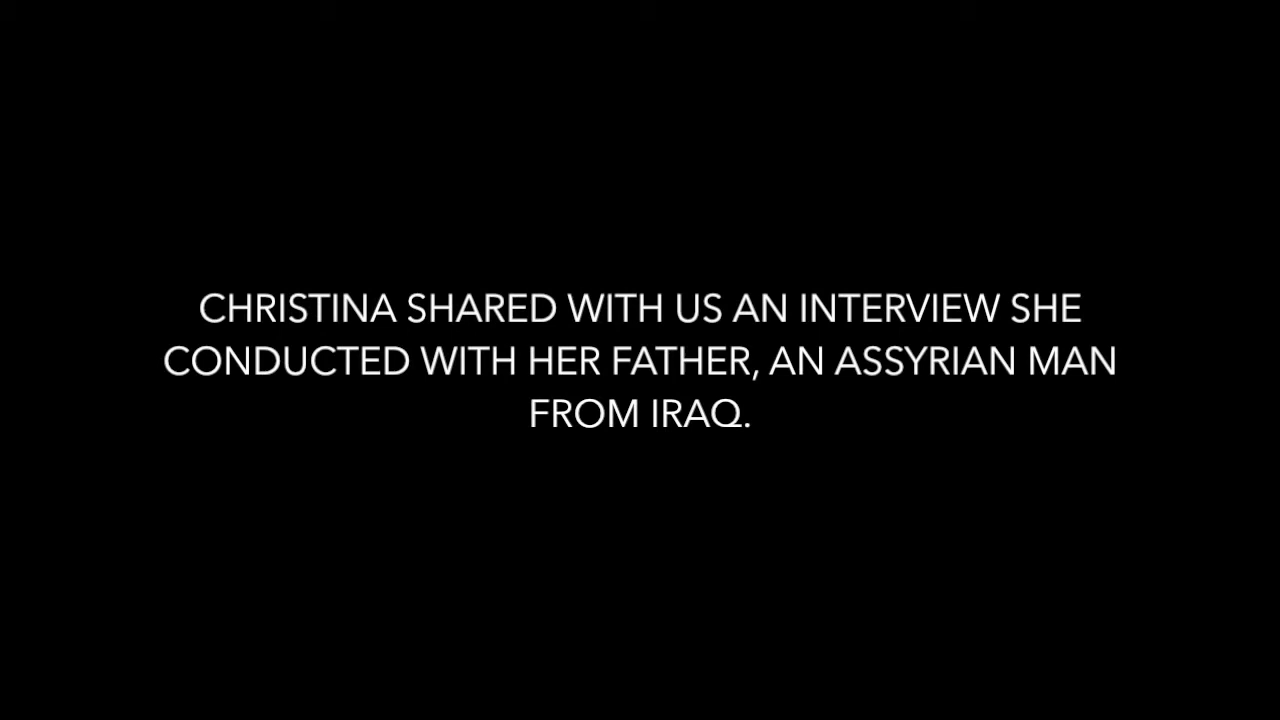 CHRISTINA SHARED WITH US AN INTERVIEW SHE
CONDUCTED WITH HER FATHER, AN ASSYRIAN MAN
FROM IRAQ.